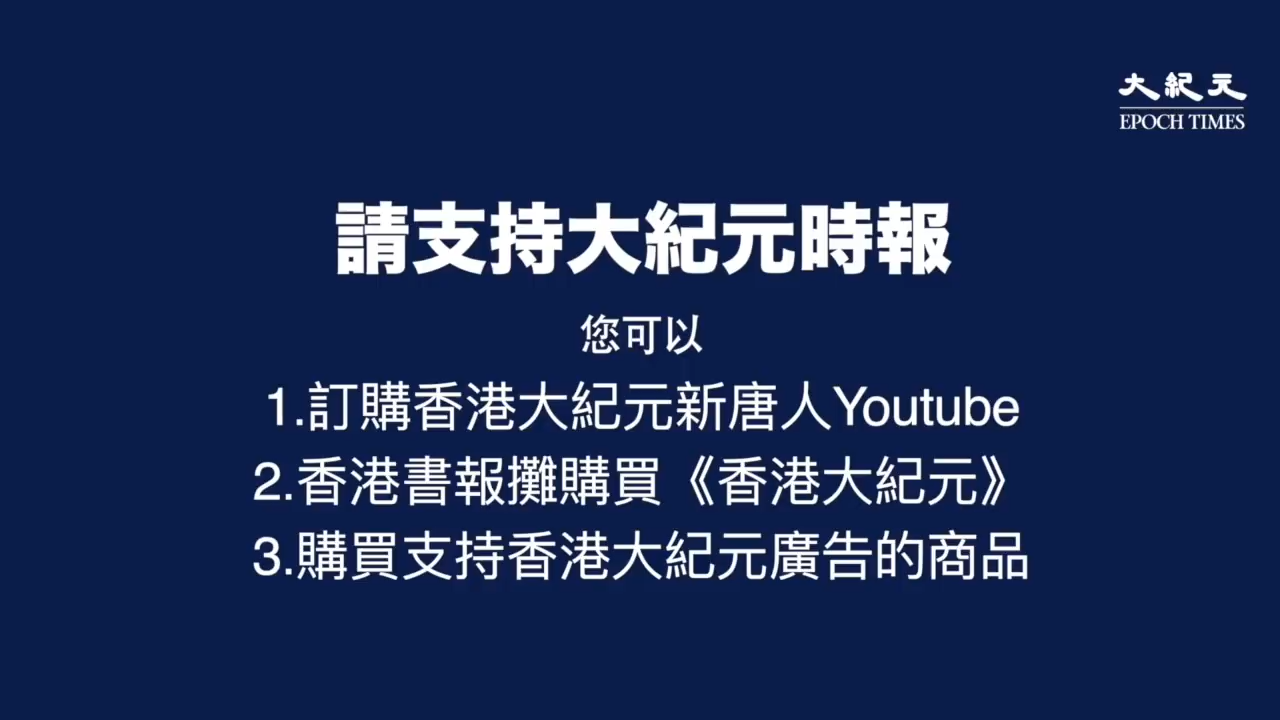 大紀元
EPOCH TIMES
請支持大紀元時報
您可以
1.訂購香港大紀元新唐人Youtube
2.香港書報攤購買《香港大紀元》
3.購買支持香港大紀元廣告的商品